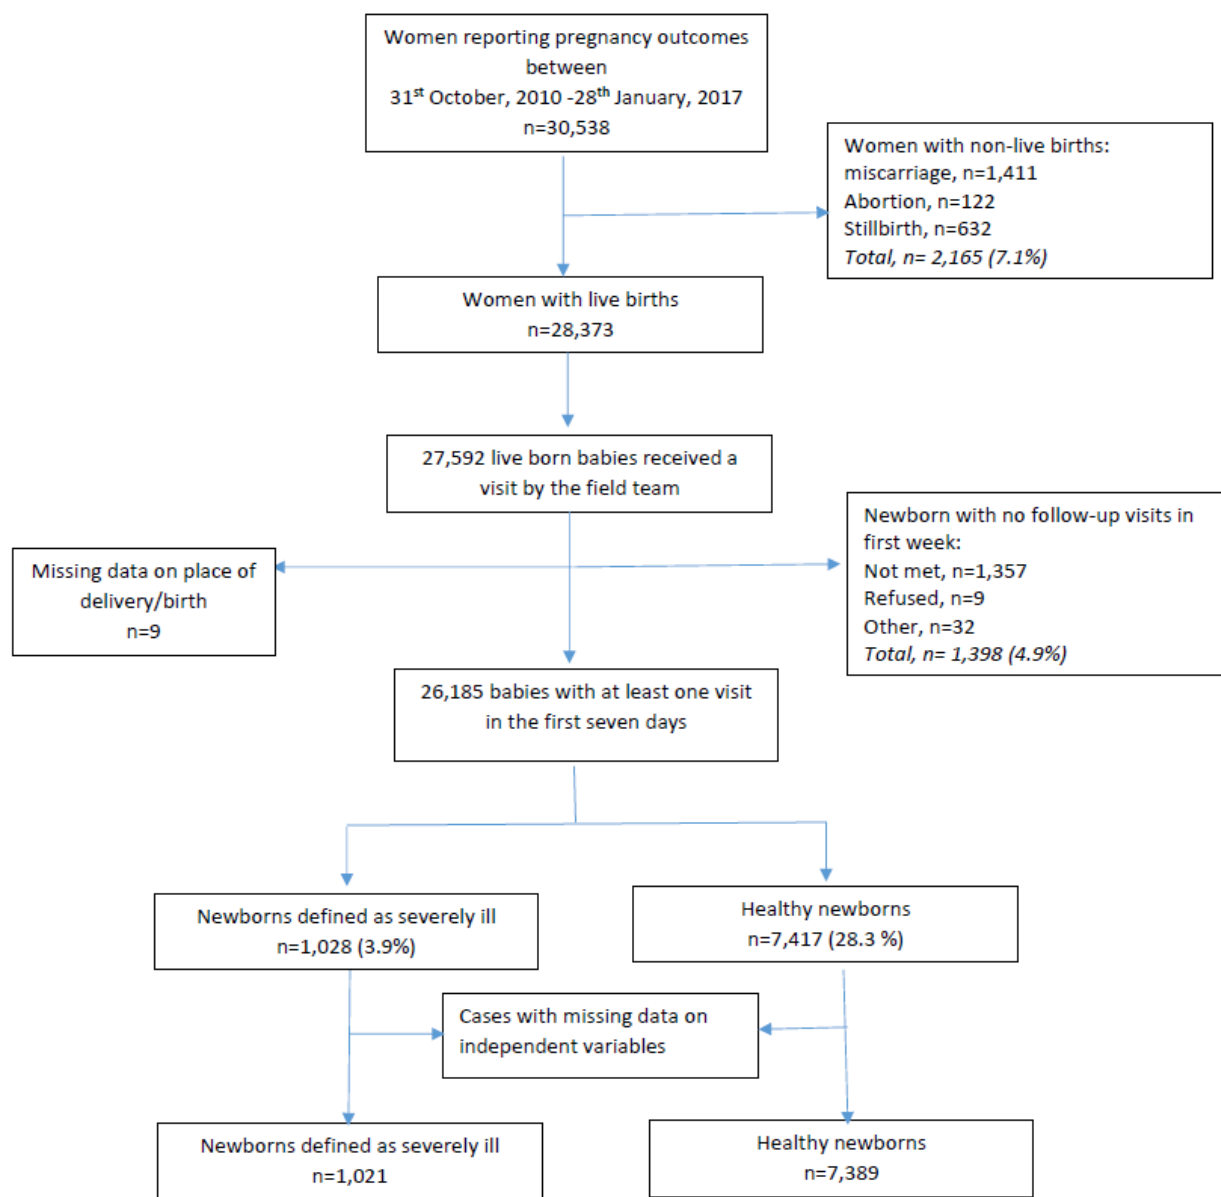 Women reporting pregnancy outcomes
between
31st October, 2010 -28th January, 2017
n=30,538
Women with non-live births:
miscarriage, n=1,411
Abortion, n=122
Stillbirth, n=632
Total, n= 2,165 (7.1%)
Women with live births
n=28,373
27,592 live born babies received a
visit by the field team
Newborn with no follow-up visits in
first week:
Not met, n=1,357
Refused, n=9
Other, n=32
Total, n= 1,398 (4.9%)
Missing data on place of
delivery/birth
n=9
26,185 babies with at least one visit
in the first seven days
Newborns defined as severely ill
n=1,028 (3.9%)
Healthy newborns
n=7,417 (28.3 %)
Cases with missing data on
independent variables
Newborns defined as severely ill
n=1,021
Healthy newborns
n=7,389